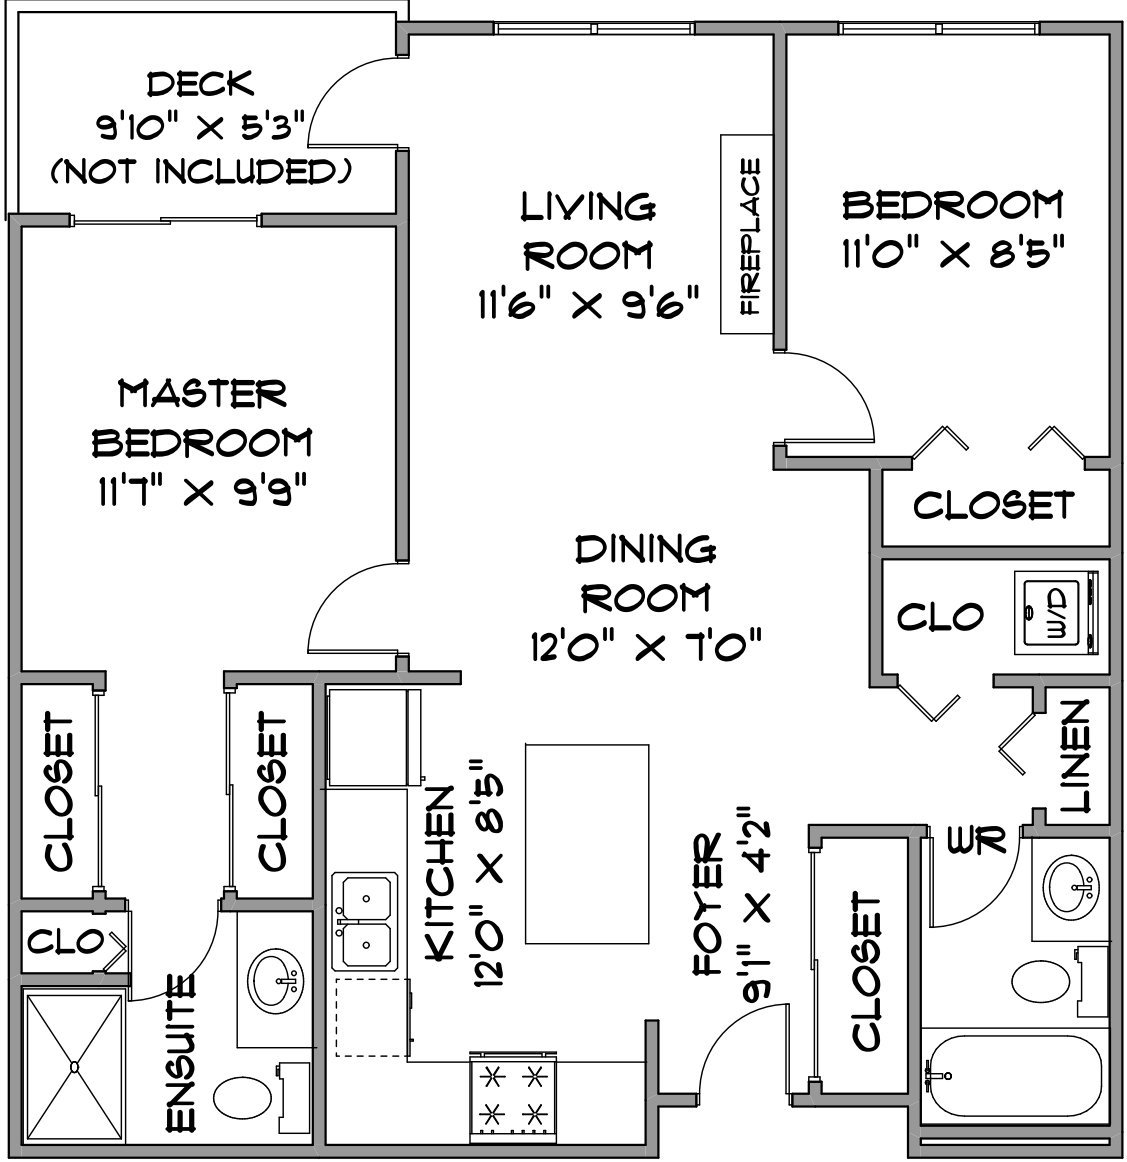 DECK
9'10" X 5'3"
(NOT INCLUDED)
LIVING
ROOM
11'6" X 9'6"
FIREPLACE
BEDROOM
11'0" X 8'5"
MASTER
BEDROOM
11'7" X 9'9"
CLOSET
DINING
ROOM
12'0" X 7'0"
CLO
W/D
CLOSET
CLOSET
LINEN
KITCHEN
12'0" X 8'5"
FOYER
9'1" X 4'2"
WR
CLOSET
CLO
ENSUITE